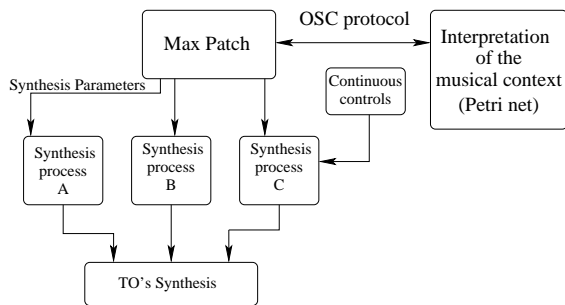 OSC protocol
Max Patch
Interpretation
of the
musical context
(Petri net)
Synthesis Parameters
Continuous
controls
Synthesis
process
A
Synthesis
process
B
Synthesis
process
C
TO's Synthesis